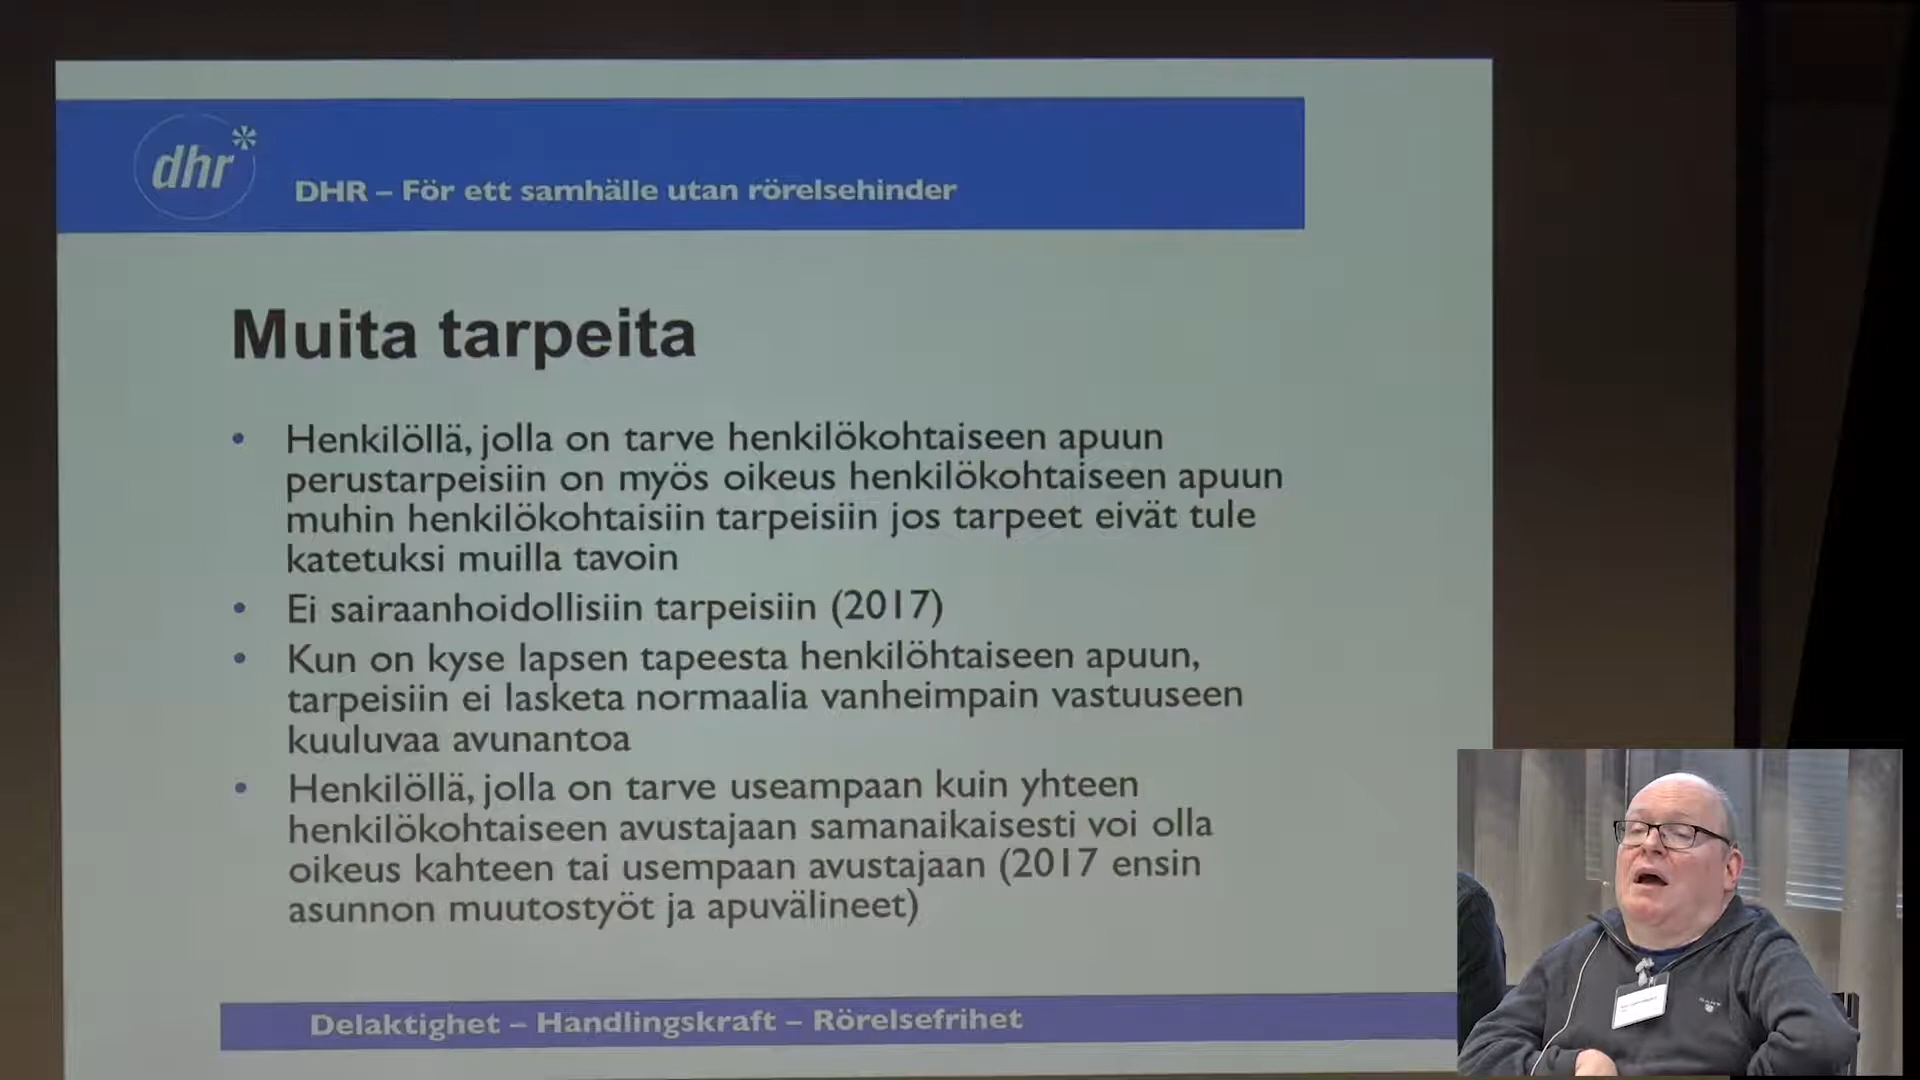 dhr
DHR – För ett samhälle utan rörelsehinder
Muita tarpeita
• Henkilöllä, jolla on tarve henkilökohtaiseen apuun
perustarpeisiin on myös oikeus henkilökohtaiseen apuun
muhin henkilökohtaisiin tarpeisiin jos tarpeet eivät tule
katetuksi muilla tavoin
• Ei sairaanhoidollisiin tarpeisiin (2017)
• Kun on kyse lapsen tapeesta henkilöhtaiseen apuun,
tarpeisiin ei lasketa normaalia vanheimpain vastuuseen
kuuluvaa avunantoa
• Henkilöllä, jolla on tarve useampaan kuin yhteen
henkilökohtaiseen avustajaan samanaikaisesti voi olla
oikeus kahteen tai usempaan avustajaan (2017 ensin
asunnon muutostyöt ja apuvälineet)
Delaktighet – Handlingskraft – Rörelsefrihet
GANT